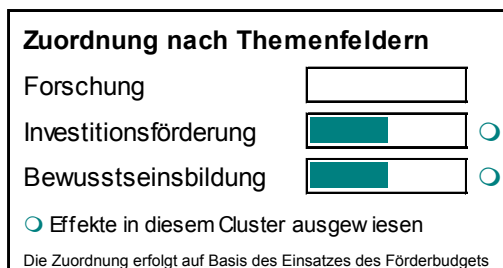 Zuordnung nach Themenfeldern
Forschung
Investitionsförderung
Bewusstseinsbildung
Effekte in diesem Cluster ausgewiesen
Die Zuordnung erfolgt auf Basis des Einsatzes des Förderbudgets